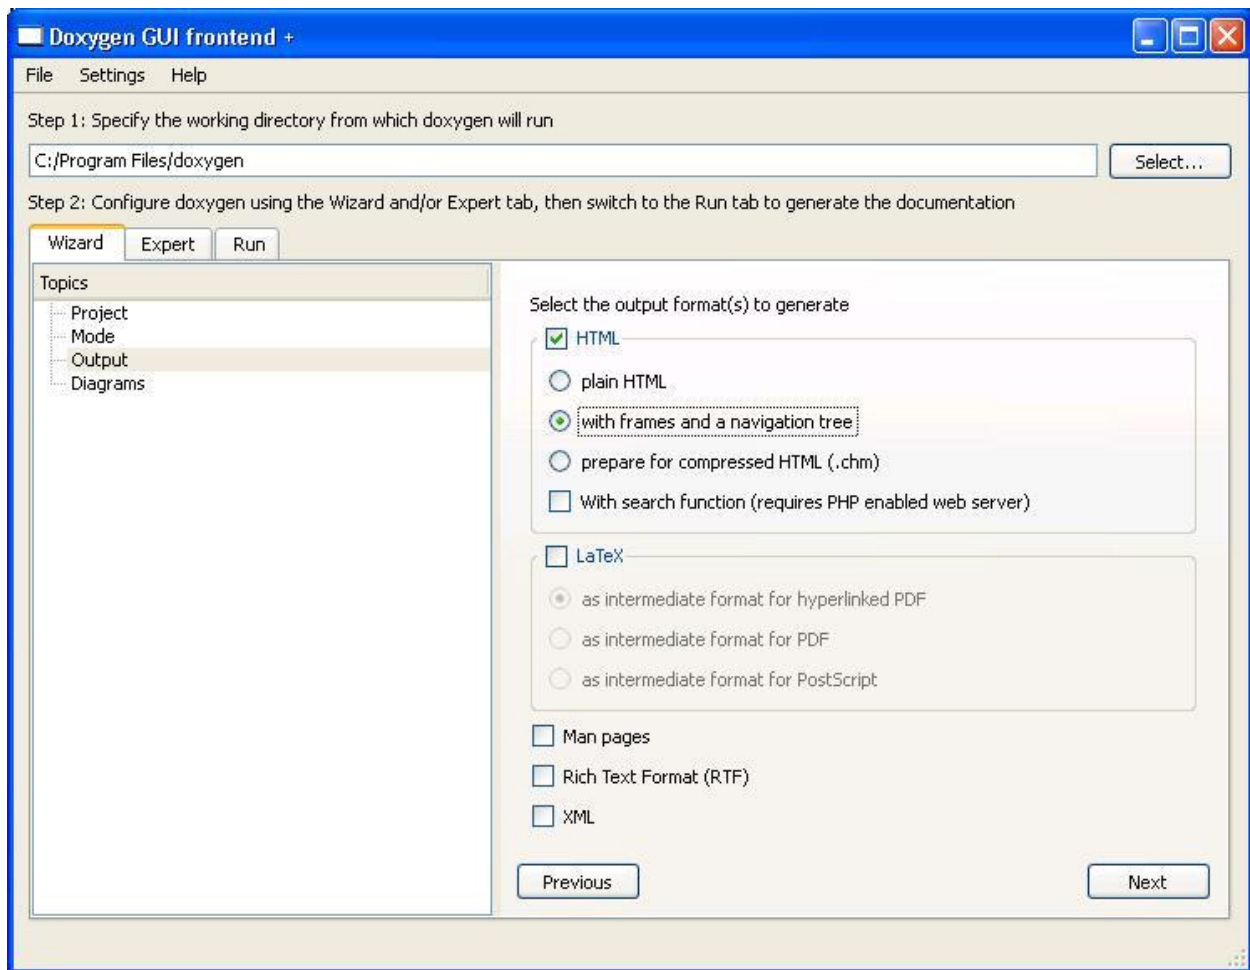 Doxygen GUI frontend +
File Settings Help
Step 1: Specify the working directory from which doxygen will run
C:/Program Files/doxygen
Select...
Step 2: Configure doxygen using the Wizard and/or Expert tab, then switch to the Run tab to generate the documentation
Wizard Expert Run
Topics
Project
Mode
Output
Diagrams
Select the output format(s) to generate
HTML
plain HTML
with frames and a navigation tree
prepare for compressed HTML (.chm)
With search function (requires PHP enabled web server)
LaTeX
as intermediate format for hyperlinked PDF
as intermediate format for PDF
as intermediate format for PostScript
Man pages
Rich Text Format (RTF)
XML
Previous
Next